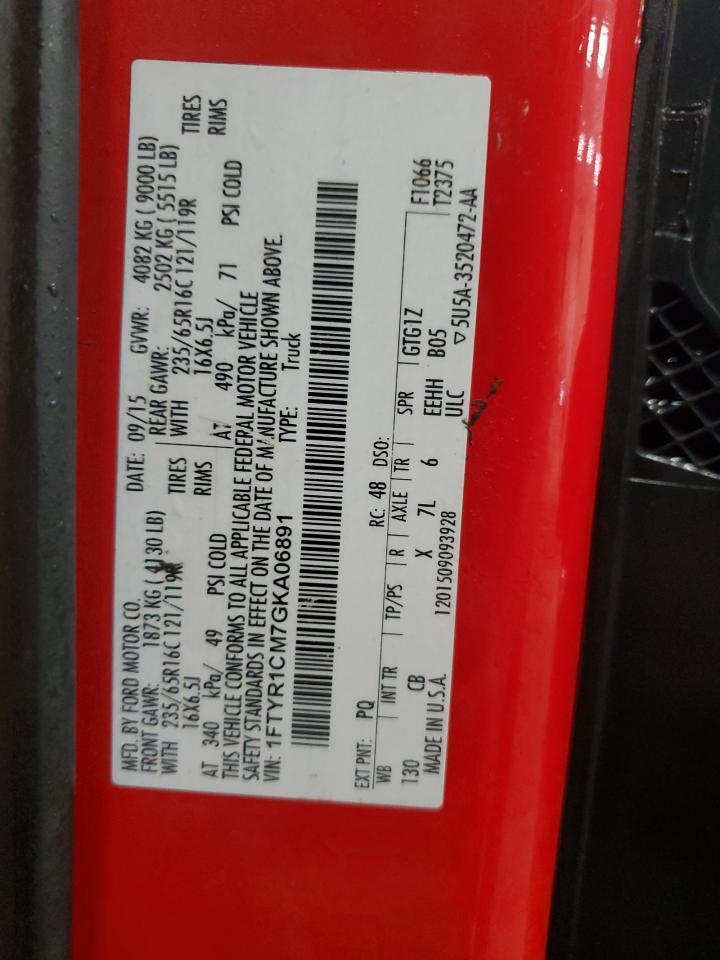 MFD. BY FORD MOTOR CO. DATE: 09/15 GVWR: 4082 KG ( 9000 LB)
FRONT GAWR: 1873 KG ( 4130 LB) REAR GAWR: 2502 KG ( 5515 LB)
WITH 235/65R16C 121/119R TIRES WITH 235/65R16C 121/119R TIRES
16X6.5J RIMS 16X6.5J RIMS
AT 340 kPa/ 49 PSI COLD AT 490 kPa/ 71 PSI COLD
THIS VEHICLE CONFORMS TO ALL APPLICABLE FEDERAL MOTOR VEHICLE
SAFETY STANDARDS IN EFFECT ON THE DATE OF MANUFACTURE SHOWN ABOVE.
VIN: 1FTYR1CM7GKA06891 TYPE: Truck
EXT PNT: PQ RC: 48 DSO: F1066
WB INT TR TP/PS R AXLE TR SPR T2375
130 CB X 7L 6 EEHH B05 GTG1Z
MADE IN U.S.A. 1201509093928 ULC ▽5U5A-3520472-AA